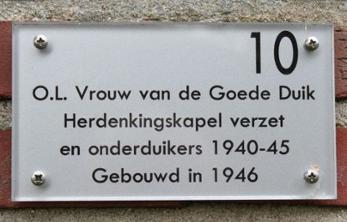 10
O.L. Vrouw van de Goede Duik
Herdenkingskapel verzet
en onderduikers 1940-45
Gebouwd in 1946